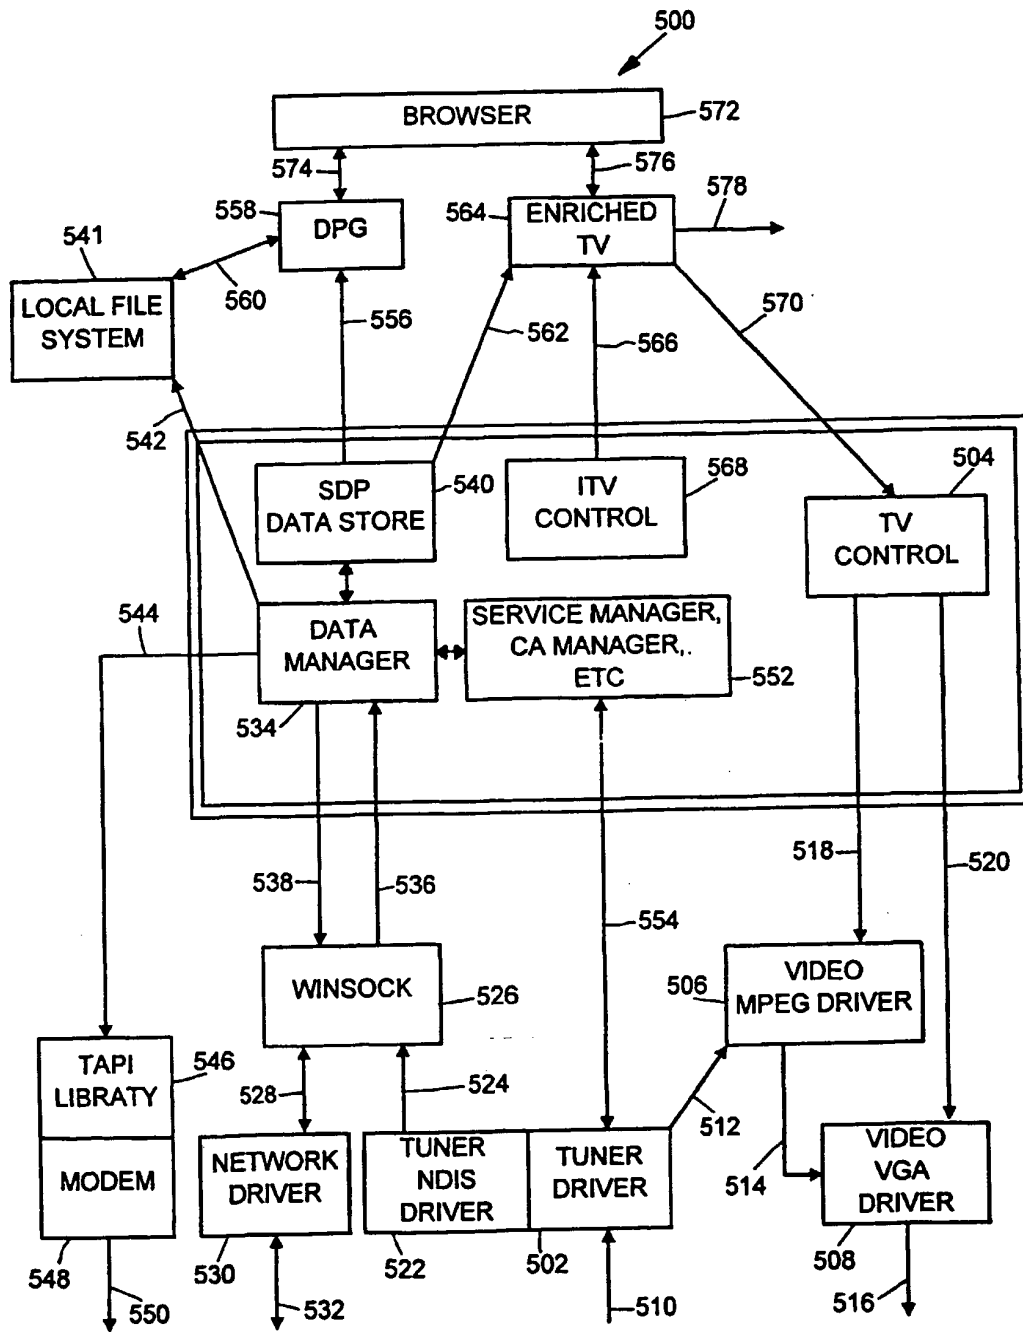 500
BROWSER
572
574
576
578
558
DPG
564
ENRICHED
TV
541
560
LOCAL FILE
SYSTEM
556
562
566
570
542
SDP
DATA STORE
540
ITV
CONTROL
568
504
TV
CONTROL
544
DATA
MANAGER
SERVICE MANAGER,
CA MANAGER,.
ETC
552
534
538
536
554
518
520
WINSOCK
526
506
VIDEO
MPEG DRIVER
TAPI
LIBRATY
546
528
524
512
514
MODEM
NETWORK
DRIVER
TUNER
NDIS
DRIVER
TUNER
DRIVER
VIDEO
VGA
DRIVER
548
530
522
502
508
550
532
510
516